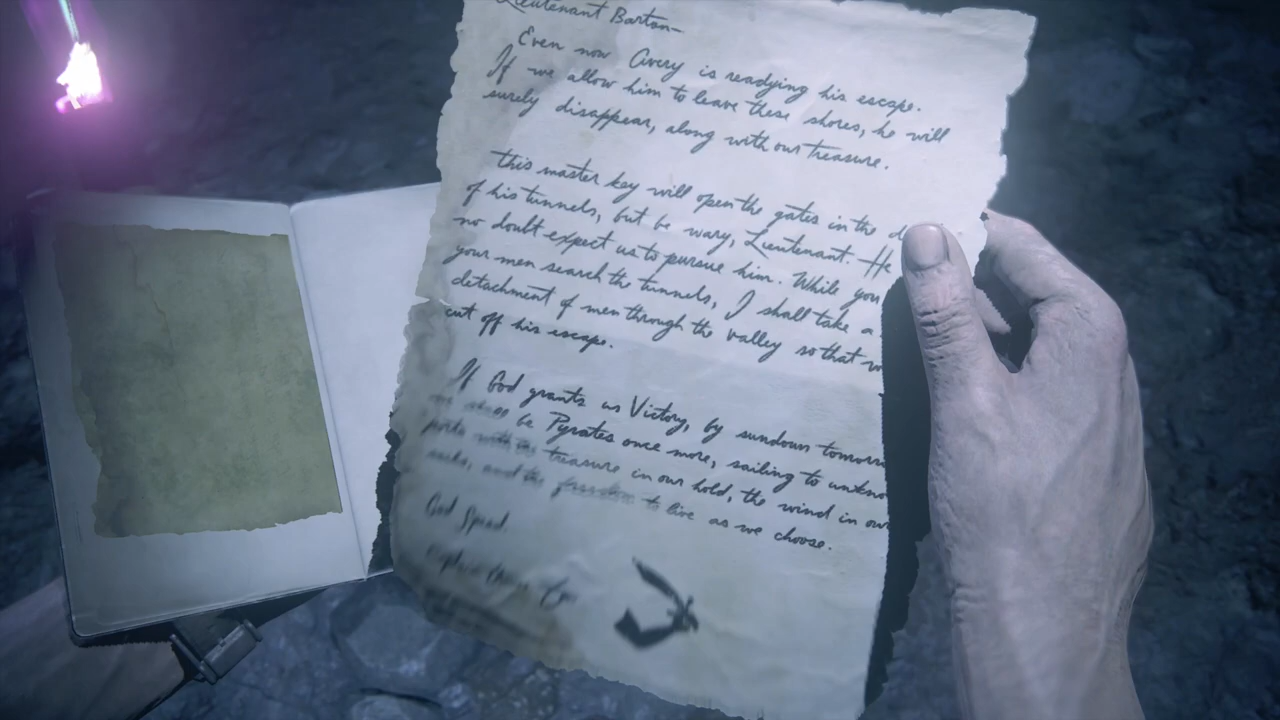 Lieutenant Barton-
Even now Avery is readying his escape.
If we allow him to leave these shores, he will
surely disappear, along with our treasure.
this master key will open the gates in the d
of his tunnels, but be wary, Lieutenant. He
no doubt expect us to pursue him. While you
your men search the tunnels, I shall take a
detachment of men through the valley so that w
cut off his escape.
If God grants us Victory, by sundown tomorro
be Pyrates once more, sailing to unkno
ports with the treasure in our hold, the wind in our
and the freedom to live as we choose.
God Speed